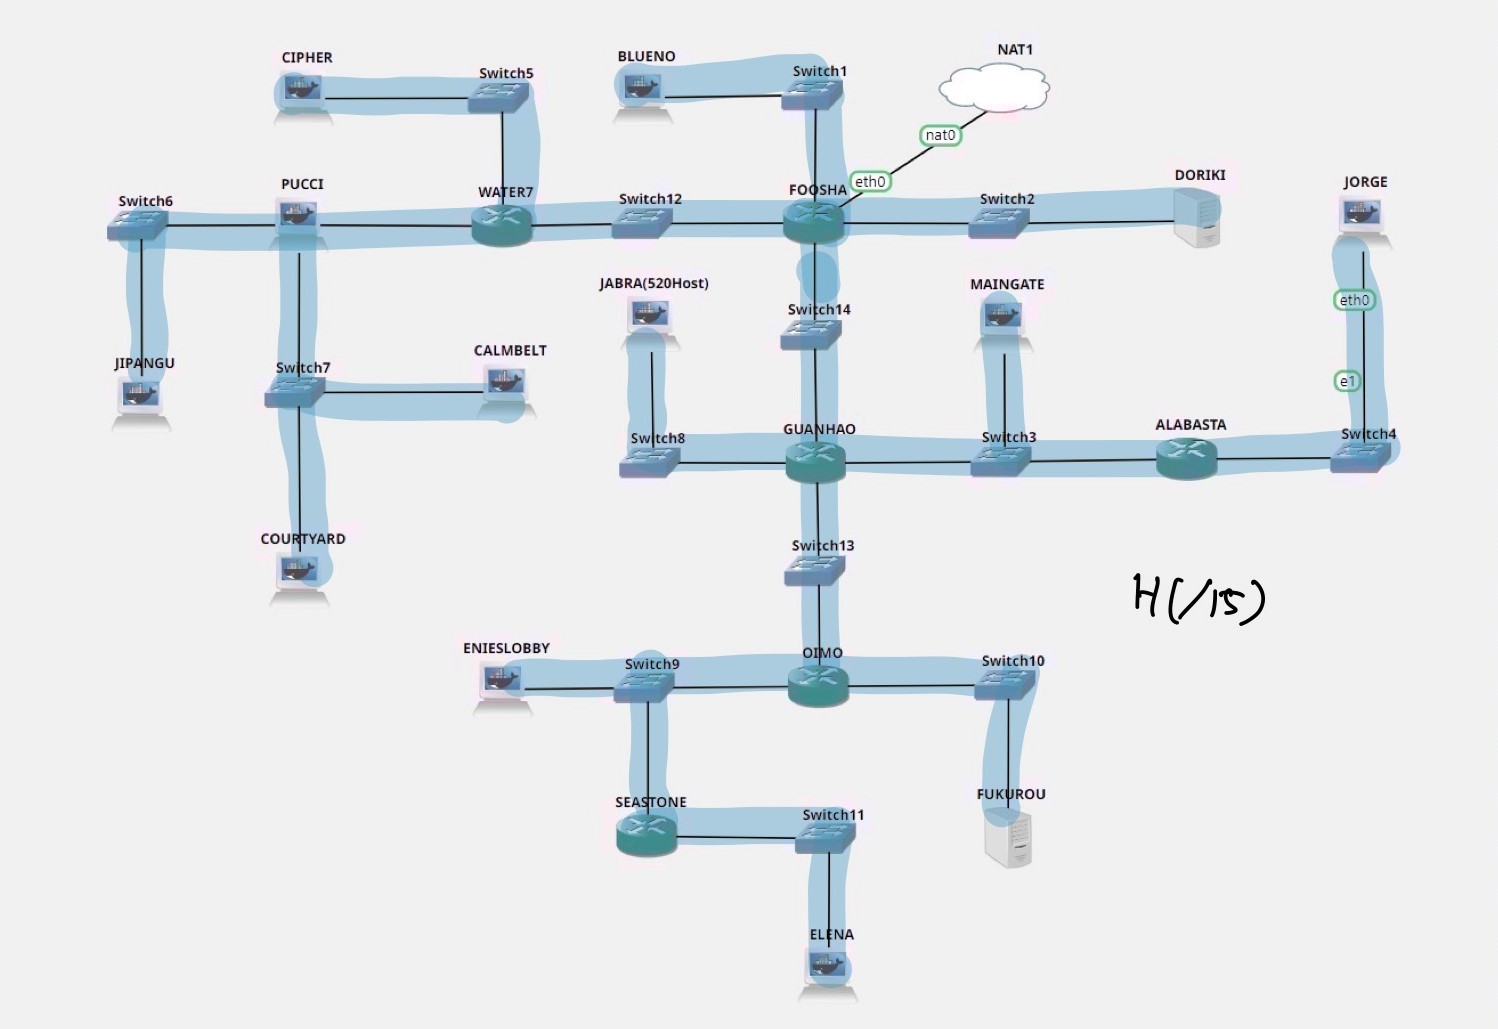 NAT1
CIPHER
BLUENO
Switch5
Switch1
nat0
eth0
DORIKI
JORGE
PUCCI
WATER7
FOOSHA
Switch6
Switch12
Switch2
JABRA(520Host)
MAINGATE
eth0
Switch14
CALMBELT
JIPANGU
Switch7
e1
GUANHAO
ALABASTA
Switch8
Switch3
Switch4
COURTYARD
Switch13
H(/15)
ENIESLOBBY
OIMO
Switch9
Switch10
SEASTONE
FUKUROU
Switch11
ELENA